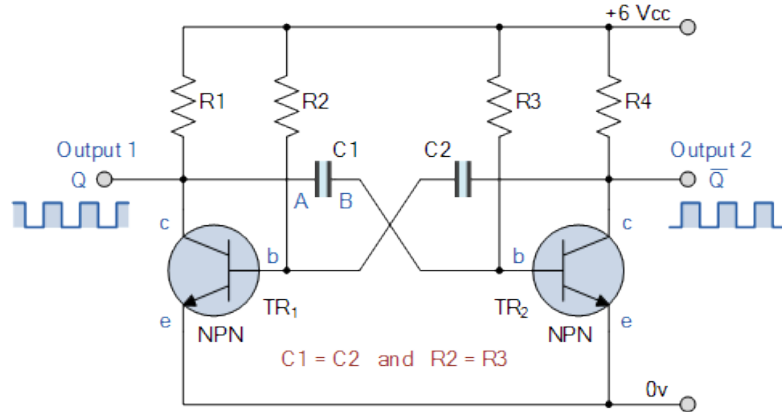 +6 Vcc
R1
R2
R3
R4
Output 1
C1
C2
Output 2
Q
A
B
Q̅
c
c
b
b
TR₁
TR₂
e
NPN
NPN
e
C1 = C2 and R2 = R3
0v